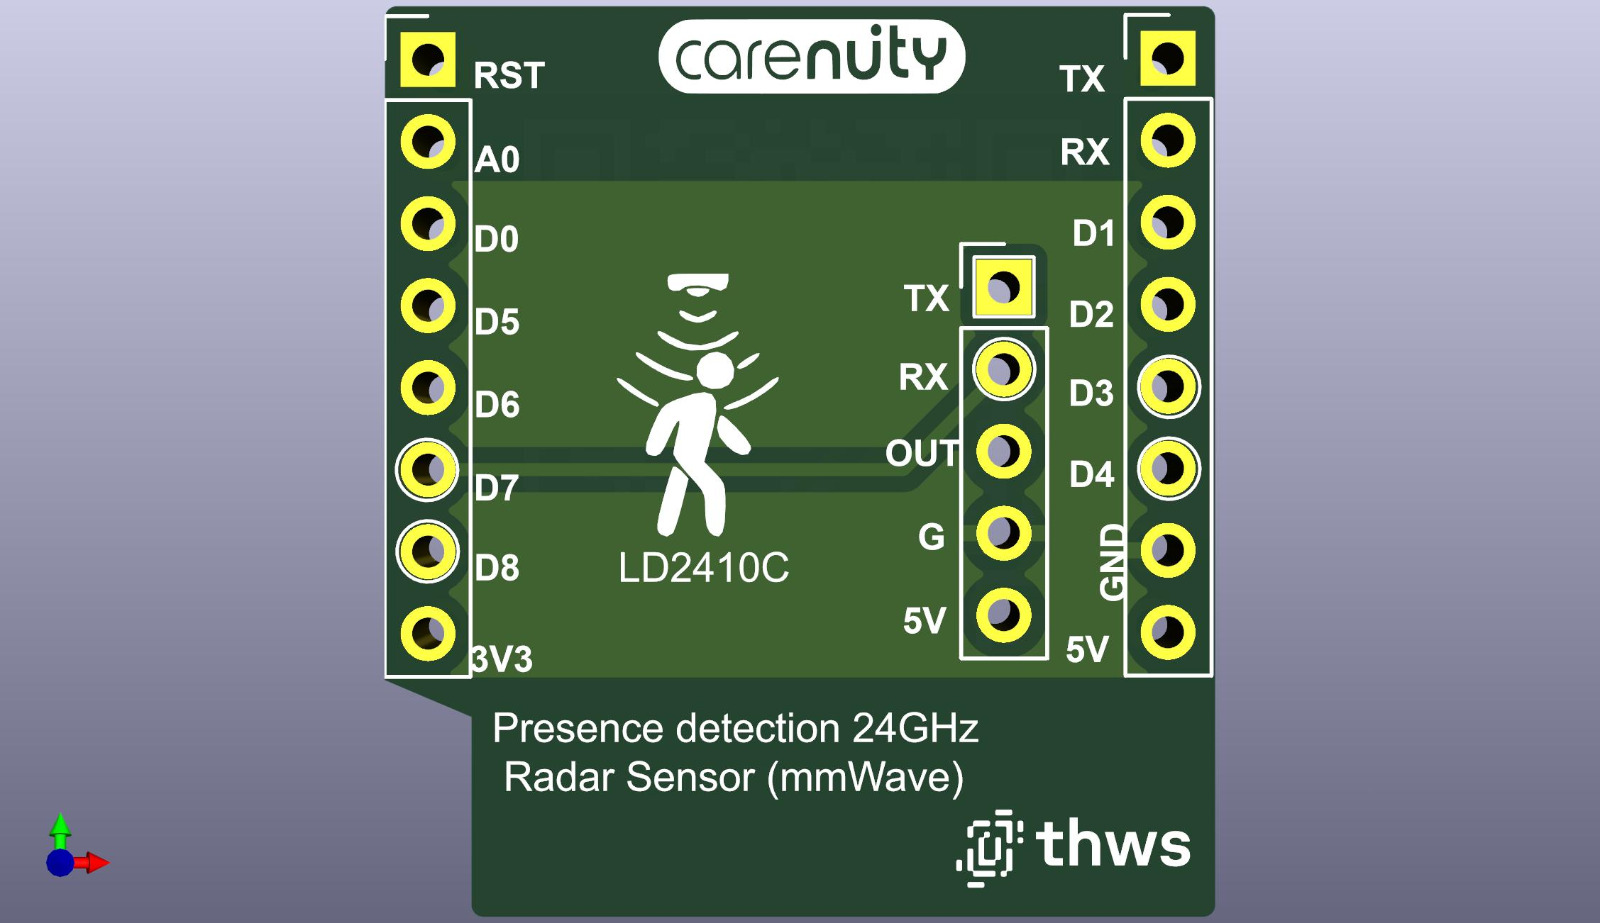 carenuity
RST
A0
D0
D5
D6
D7
D8
3V3
TX
RX
D1
D2
D3
D4
GND
5V
TX
RX
OUT
G
5V
LD2410C
Presence detection 24GHz
Radar Sensor (mmWave)
thws